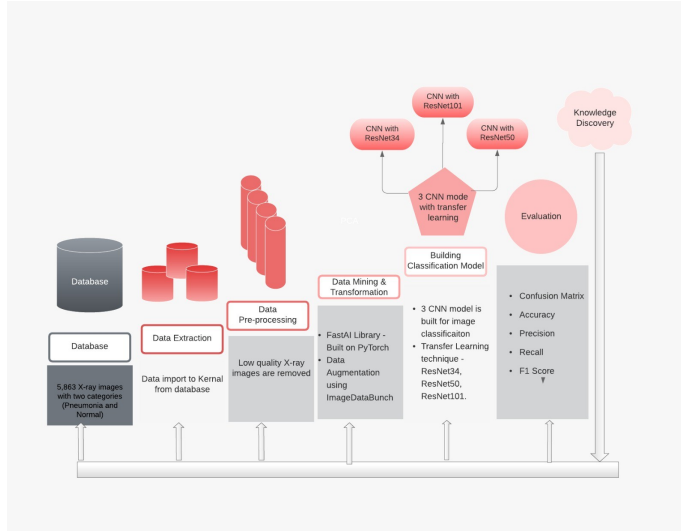 CNN with
ResNet101
CNN with
ResNet34
CNN with
ResNet50
Knowledge
Discovery
3 CNN mode
with transfer
learning
Evaluation
Database
Building
Classification Model
Data Mining &
Transformation
Data
Pre-processing
Data Extraction
Database
5,863 X-ray images
with two categories
(Pneumonia and
Normal)
Data import to Kernal
from database
Low quality X-ray
images are removed
• FastAI Library -
Built on PyTorch
• Data
Augmentation
using
ImageDataBunch
• 3 CNN model is
built for image
classificaiton
• Transfer Learning
technique -
ResNet34,
ResNet50,
ResNet101.
• Confusion Matrix
• Accuracy
• Precision
• Recall
• F1 Score